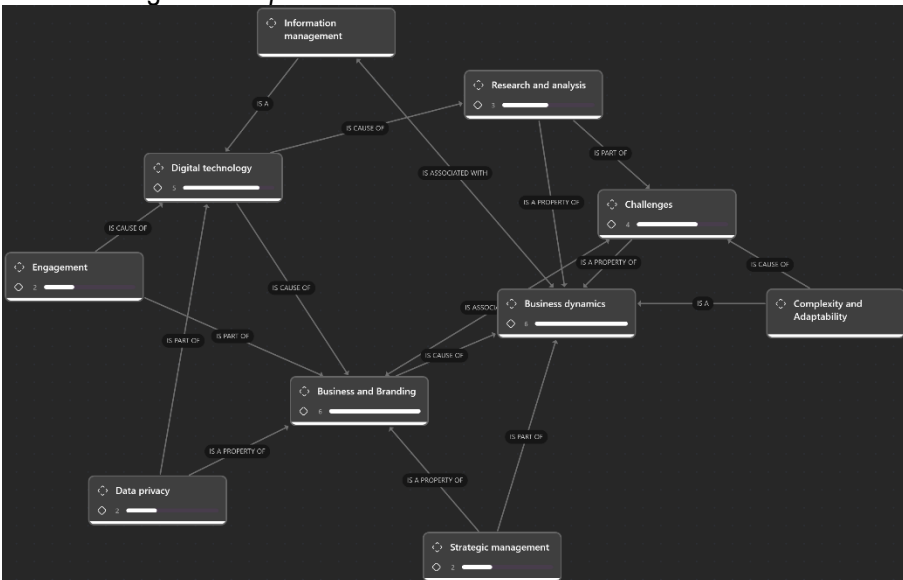 Information
management
Research and analysis
3
IS A
IS CAUSE OF
Digital technology
5
IS PART OF
IS ASSOCIATED WITH
IS A PROPERTY OF
Challenges
4
IS CAUSE OF
Engagement
2
IS A PROPERTY OF
IS CAUSE OF
IS CAUSE OF
IS ASSOCI
Business dynamics
IS A
Complexity and
Adaptability
IS PART OF
IS PART OF
IS CAUSE OF
Business and Branding
6
IS PART OF
IS A PROPERTY OF
IS A PROPERTY OF
Data privacy
2
Strategic management
2